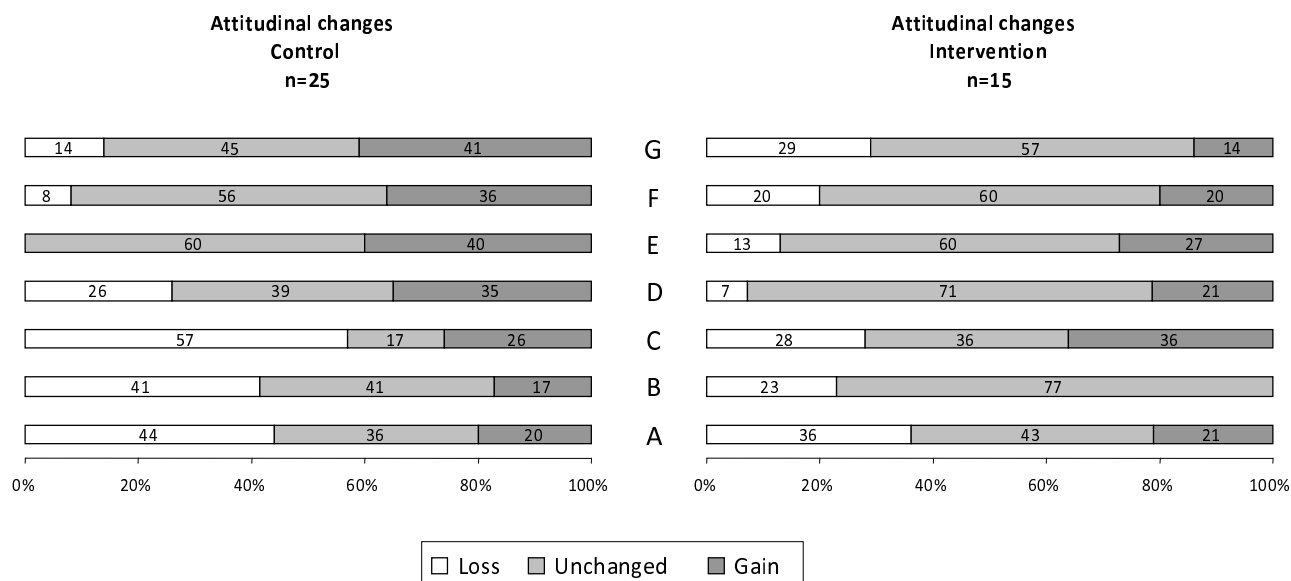 Attitudinal changes
Control
n=25
Attitudinal changes
Intervention
n=15
14 45 41 G 29 57 14
8 56 36 F 20 60 20
60 40 E 13 60 27
26 39 35 D 7 71 21
57 17 26 C 28 36 36
41 41 17 B 23 77
44 36 20 A 36 43 21
0% 20% 40% 60% 80% 100% 0% 20% 40% 60% 80% 100%
Loss Unchanged Gain